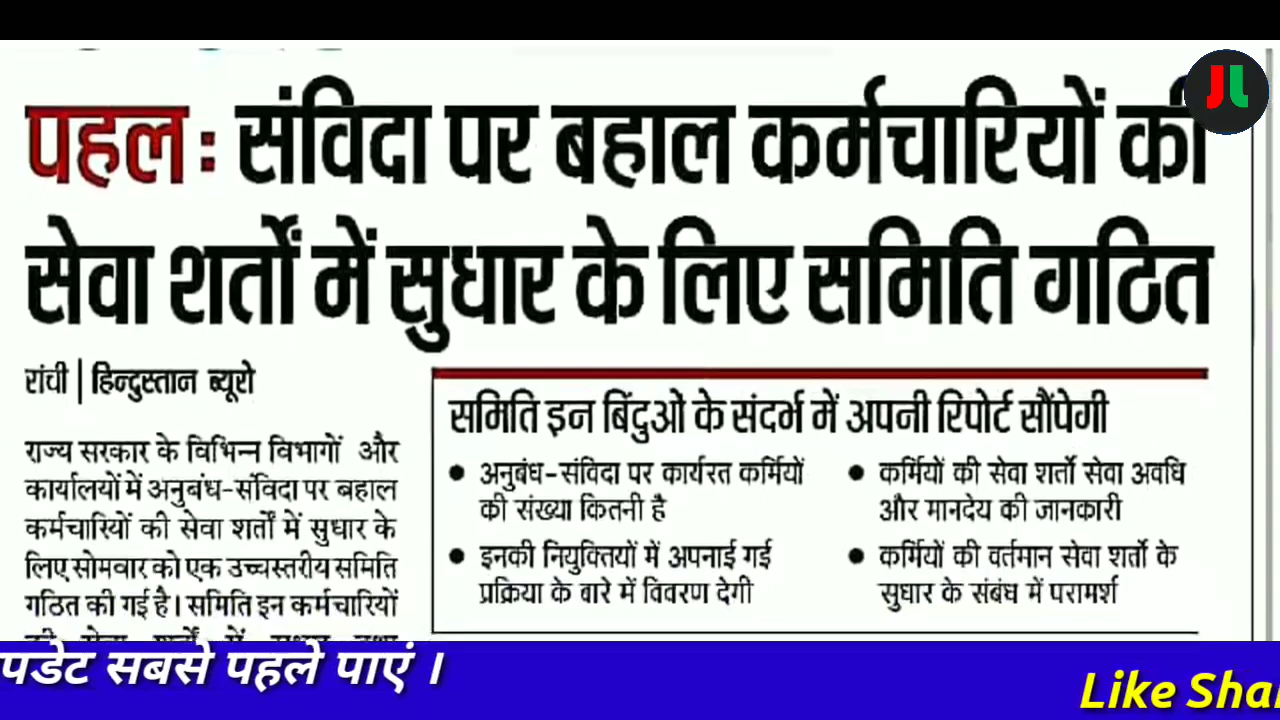 पहल: संविदा पर बहाल कर्मचारियों की
सेवा शर्तों में सुधार के लिए समिति गठित
रांची | हिन्दुस्तान ब्यूरो
राज्य सरकार के विभिन्न विभागों और
कार्यालयों में अनुबंध-संविदा पर बहाल
कर्मचारियों की सेवा शर्तों में सुधार के
लिए सोमवार को एक उच्चस्तरीय समिति
गठित की गई है। समिति इन कर्मचारियों
समिति इन बिंदुओं के संदर्भ में अपनी रिपोर्ट सौंपेगी
• अनुबंध-संविदा पर कार्यरत कर्मियों
की संख्या कितनी है
• इनकी नियुक्तियों में अपनाई गई
प्रक्रिया के बारे में विवरण देगी
• कर्मियों की सेवा शर्तो सेवा अवधि
और मानदेय की जानकारी
• कर्मियों की वर्तमान सेवा शर्तो के
सुधार के संबंध में परामर्श
पडेट सबसे पहले पाएं ।
Like Shar
JL